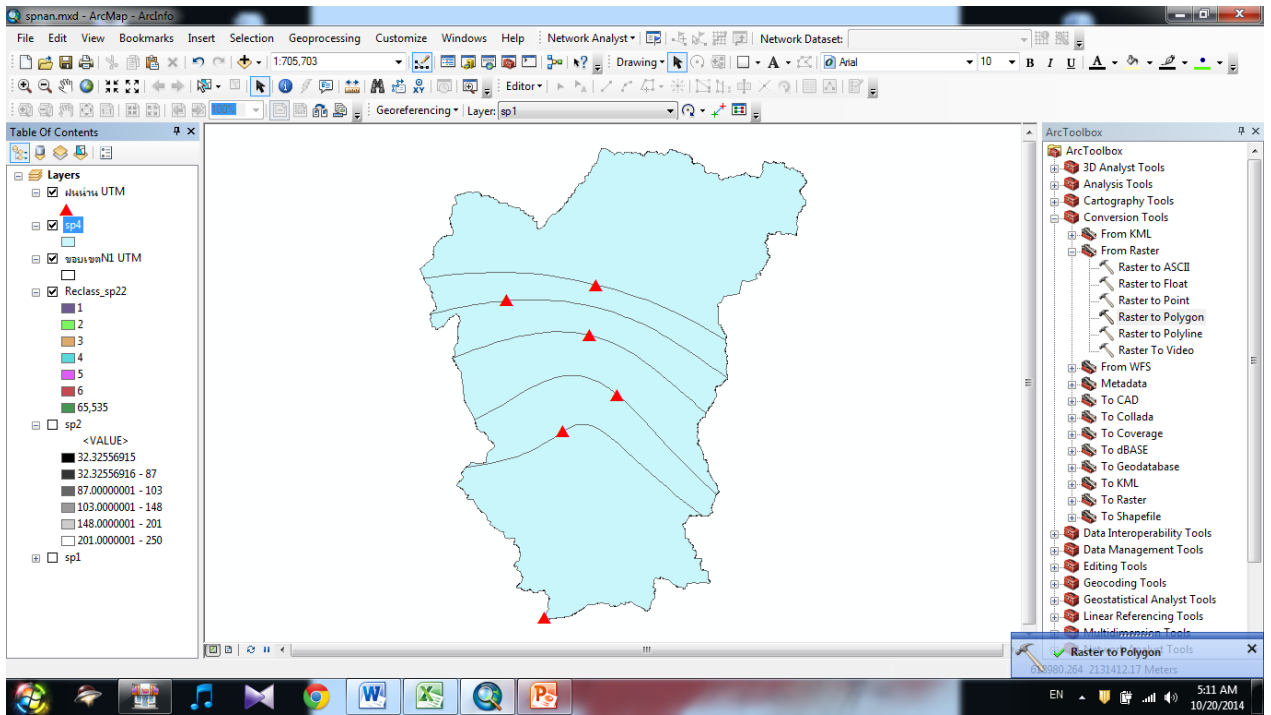 spnan.mxd - ArcMap - ArcInfo
File Edit View Bookmarks Insert Selection Geoprocessing Customize Windows Help Network Analyst Network Dataset:
1:705,703 Drawing A Arial 10 B I U A
Editor
100% Georeferencing Layer: sp1
Table Of Contents
Layers
ฝนน่าน UTM
sp4
ขอบเขตN1 UTM
Reclass_sp22
1
2
3
4
5
6
65,535
sp2
<VALUE>
32.32556915
32.32556916 - 87
87.00000001 - 103
103.0000001 - 148
148.0000001 - 201
201.0000001 - 250
sp1
ArcToolbox
ArcToolbox
3D Analyst Tools
Analysis Tools
Cartography Tools
Conversion Tools
From KML
From Raster
Raster to ASCII
Raster to Float
Raster to Point
Raster to Polygon
Raster to Polyline
Raster To Video
From WFS
Metadata
To CAD
To Collada
To Coverage
To dBASE
To Geodatabase
To KML
To Raster
To Shapefile
Data Interoperability Tools
Data Management Tools
Editing Tools
Geocoding Tools
Geostatistical Analyst Tools
Linear Referencing Tools
Multidimension Tools
Raster to Polygon
Tools
2131412.17 Meters
EN
5:11 AM
10/20/2014